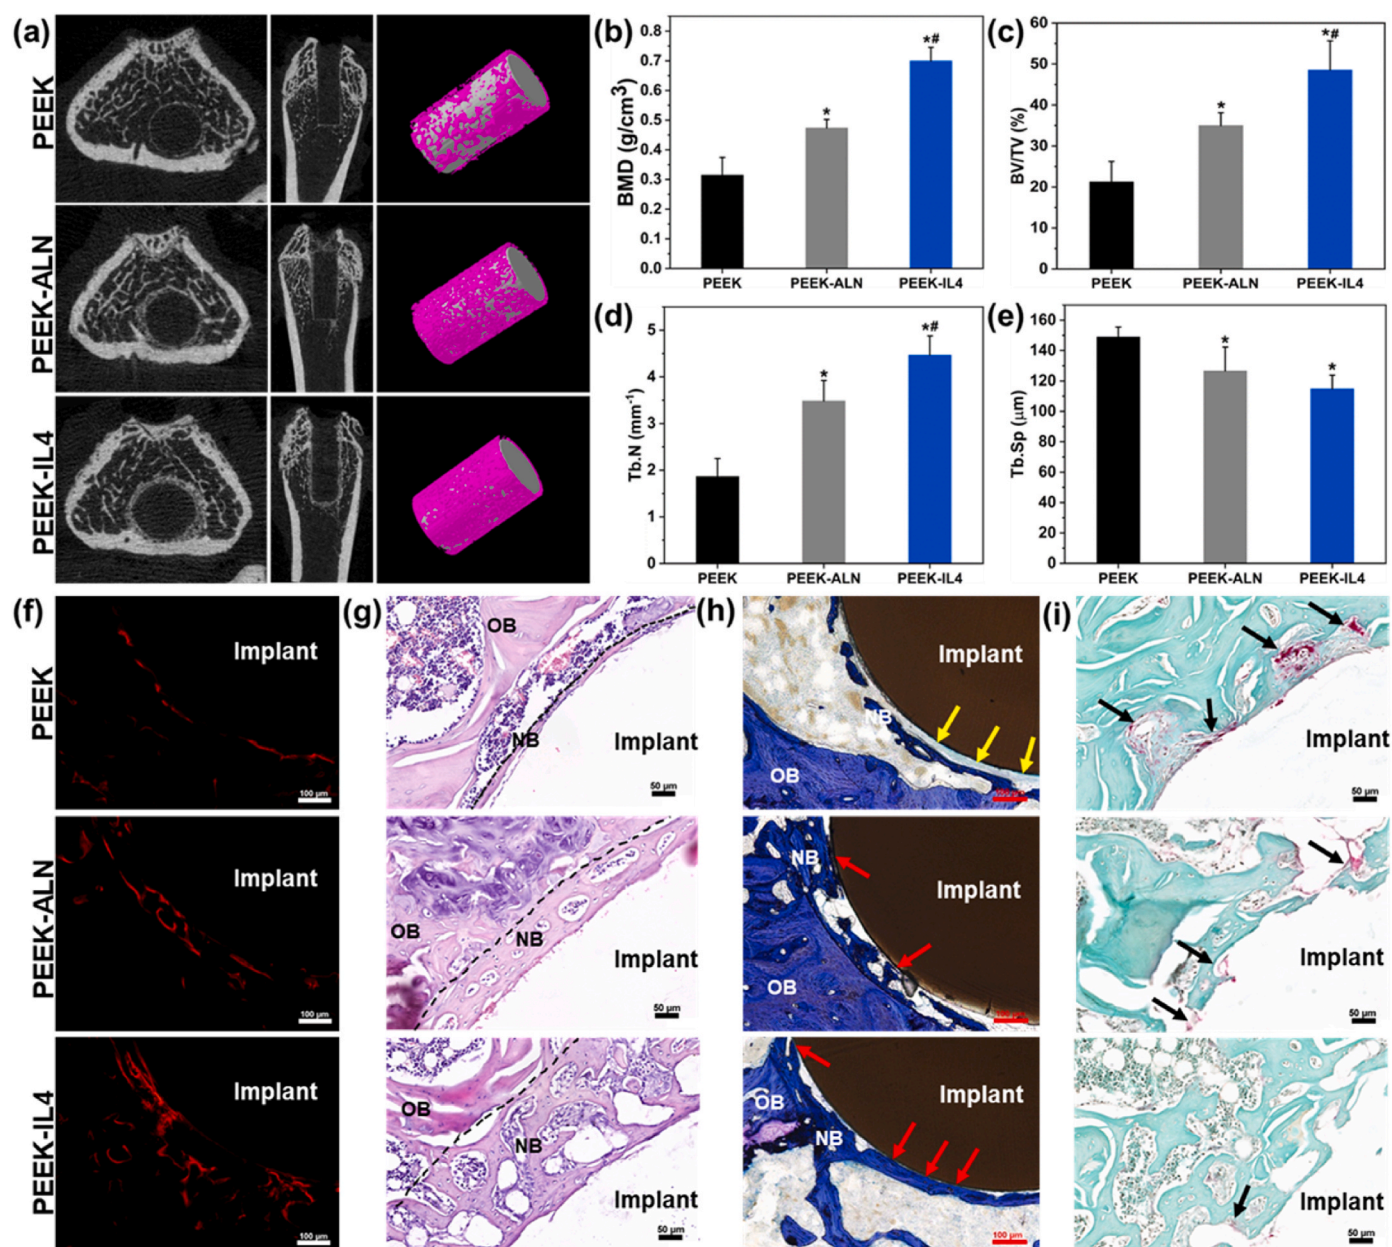 (a)
PEEK
PEEK-ALN
PEEK-IL4
(b)
BMD (g/cm3)
0.8
0.7
0.6
0.5
0.4
0.3
0.2
0.1
0.0
*
*#
PEEK
PEEK-ALN
PEEK-IL4
(c)
BV/TV (%)
60
50
40
30
20
10
0
*
*#
PEEK
PEEK-ALN
PEEK-IL4
(d)
Tb.N (mm⁻¹)
5
4
3
2
1
0
*
*#
PEEK
PEEK-ALN
PEEK-IL4
(e)
Tb.Sp (μm)
160
140
120
100
80
60
40
20
0
*
*
PEEK
PEEK-ALN
PEEK-IL4
(f)
PEEK
Implant
100 μm
PEEK-ALN
Implant
100 μm
PEEK-IL4
Implant
100 μm
(g)
OB
NB
Implant
50 μm
OB
NB
Implant
50 μm
OB
NB
Implant
50 μm
(h)
Implant
NB
OB
NB
Implant
OB
OB
Implant
NB
100 μm
(i)
Implant
50 μm
Implant
50 μm
Implant
50 μm